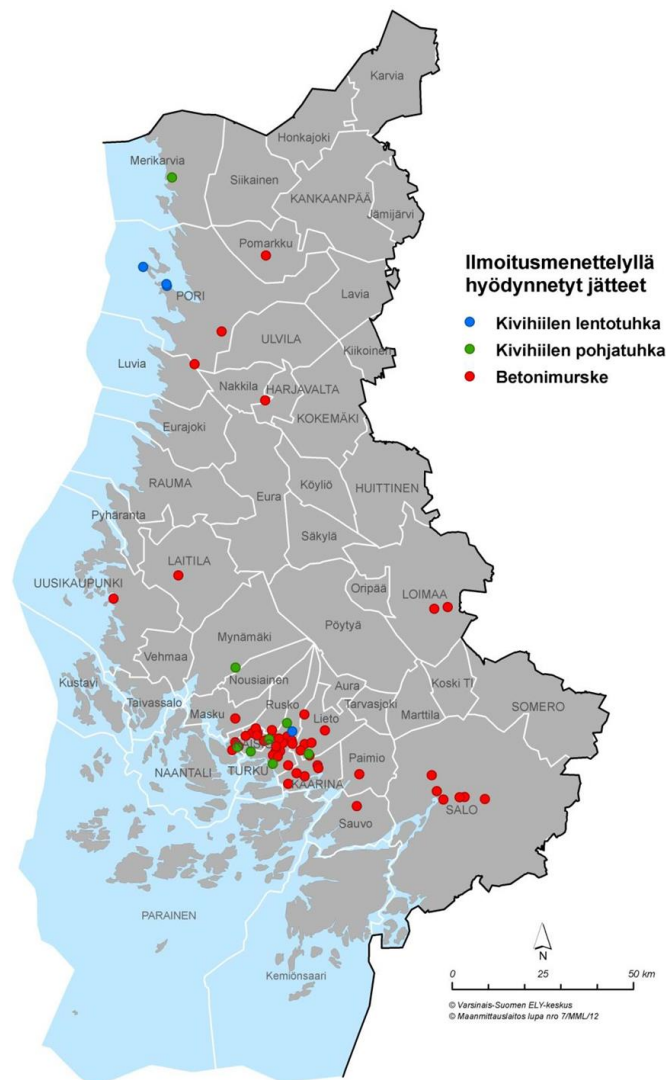 Karvia
Honkajoki
Merikarvia
Siikainen
KANKAANPÄÄ
Jämijärvi
Pomarkku
Ilmoitusmenettelyllä
hyödynnetyt jätteet
Kivihiilen lentotuhka
Kivihiilen pohjatuhka
Betonimurske
PORI
Lavia
ULVILA
Kiikoinen
Luvia
Nakkila
HARJAVALTA
KOKEMÄKI
Eurajoki
RAUMA
Eura
Köyliö
HUITTINEN
Pyhäranta
Säkylä
LAITILA
UUSIKAUPUNKI
Oripää
LOIMAA
Mynämäki
Pöytyä
Vehmaa
Kustavi
Nousiainen
Aura
Koski Tl
Taivassalo
Rusko
Tarvasjoki
SOMERO
Masku
Lieto
Marttila
Paimio
NAANTALI
TURKU
KAARINA
SALO
Sauvo
PARAINEN
Kemiönsaari
N
0 25 50 km
© Varsinais-Suomen ELY-keskus
© Maanmittauslaitos lupa nro 7/MML/12